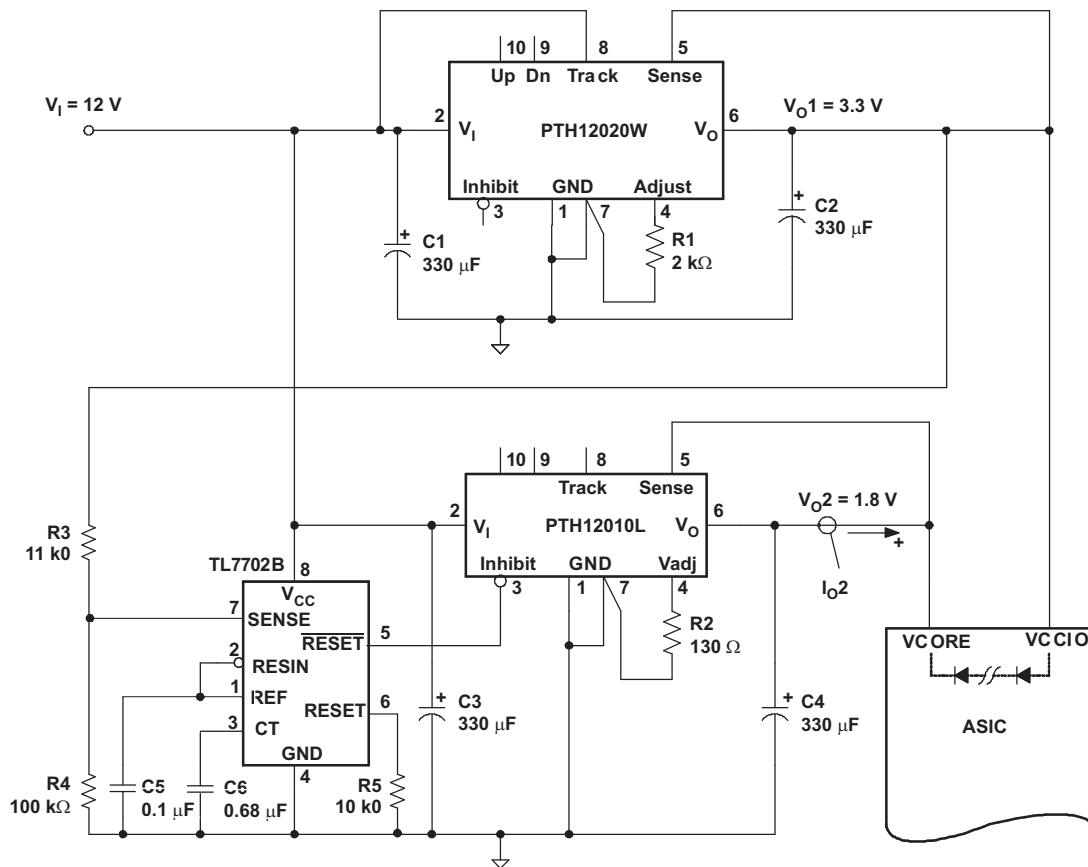 10 9 8 5
Up Dn Track Sense
V_I = 12 V
2 V_I PTH12020W V_O 6
V_O1 = 3.3 V
Inhibit GND Adjust
3 1 7 4
+ C1
330 μF
R1
2 kΩ
+ C2
330 μF
10 9 8 5
Track Sense
2 V_I PTH12010L V_O 6
V_O2 = 1.8 V
+
I_O2
Inhibit GND Vadj
3 1 7 4
R2
130 Ω
R3
11 k0
TL7702B
8
V_CC
7 SENSE
RESET 5
2 RESIN
1 IREF
RESET 6
3 CT
GND
4
+ C3
330 μF
+ C4
330 μF
R4
100 kΩ
C5
0.1 μF
C6
0.68 μF
R5
10 k0
VCORE VCCIO
ASIC